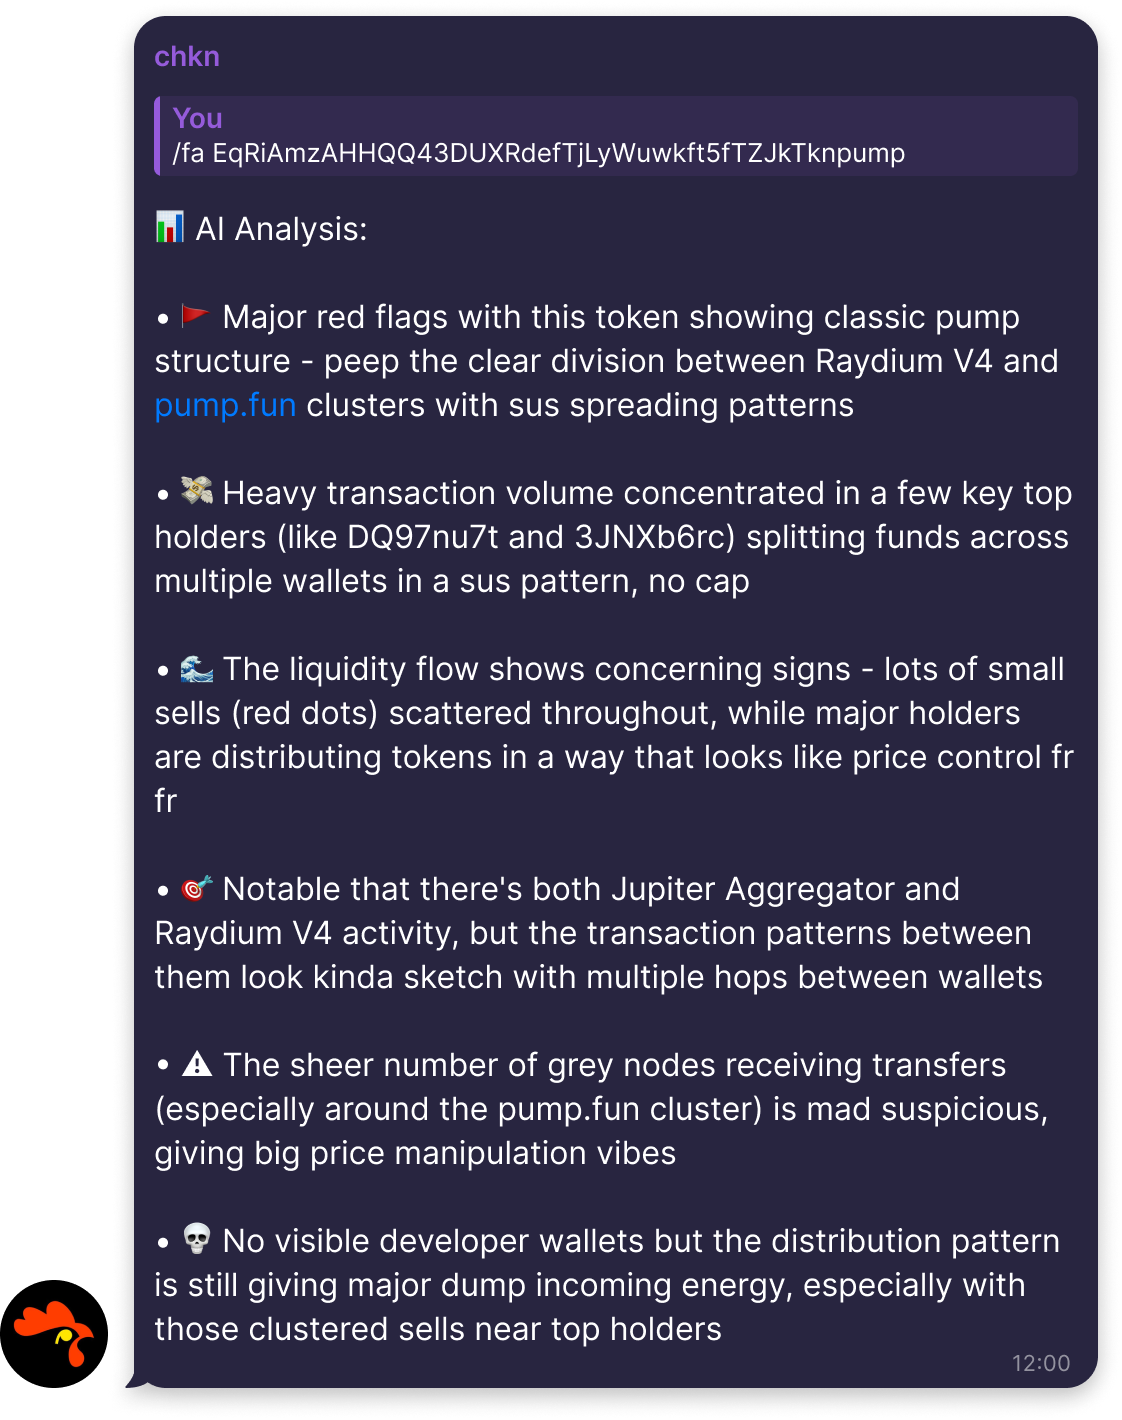 chkn
You
/fa EqRiAmzAHHQQ43DUXRdefTjLyWuwkft5fTZJkTknpump
📊 AI Analysis:
• 🚩 Major red flags with this token showing classic pump
structure - peep the clear division between Raydium V4 and
pump.fun clusters with sus spreading patterns
• 💸 Heavy transaction volume concentrated in a few key top
holders (like DQ97nu7t and 3JNXb6rc) splitting funds across
multiple wallets in a sus pattern, no cap
• 🌊 The liquidity flow shows concerning signs - lots of small
sells (red dots) scattered throughout, while major holders
are distributing tokens in a way that looks like price control fr
fr
• 🎯 Notable that there's both Jupiter Aggregator and
Raydium V4 activity, but the transaction patterns between
them look kinda sketch with multiple hops between wallets
• ⚠ The sheer number of grey nodes receiving transfers
(especially around the pump.fun cluster) is mad suspicious,
giving big price manipulation vibes
• 💀 No visible developer wallets but the distribution pattern
is still giving major dump incoming energy, especially with
those clustered sells near top holders
12:00